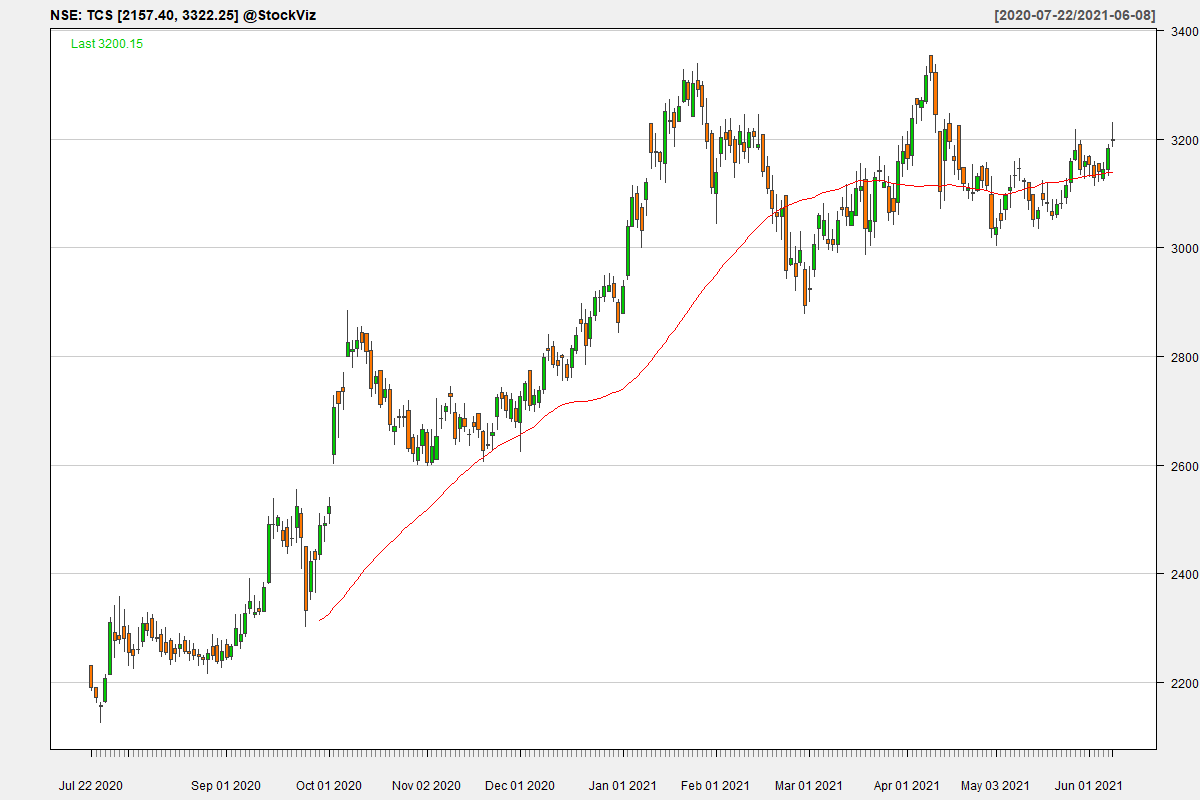 NSE: TCS [2157.40, 3322.25] @StockViz [2020-07-22/2021-06-08]
Last 3200.15
3400
3200
3000
2800
2600
2400
2200
Jul 22 2020 Sep 01 2020 Oct 01 2020 Nov 02 2020 Dec 01 2020 Jan 01 2021 Feb 01 2021 Mar 01 2021 Apr 01 2021 May 03 2021 Jun 01 2021